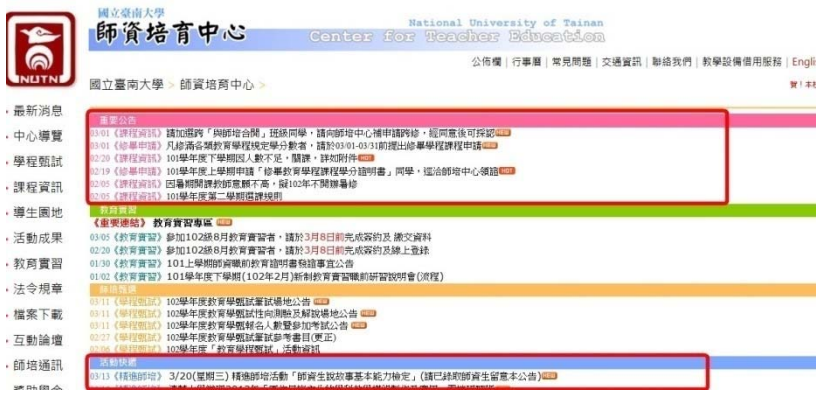 國立臺南大學
師資培育中心
National University of Tainan
Center for Teacher Education
NUTN
公佈欄|行事曆|常見問題|交通資訊|聯絡我們|教學設備借用服務|Englis
國立臺南大學 > 師資培育中心 >
賀!本校
最新消息
中心導覽
學程甄試
課程資訊
導生園地
活動成果
教育實習
法令規章
檔案下載
互動論壇
師培通訊
重要公告
03/01《課程資訊》請加選跨「與師培合開」班級同學,請向師培中心補申請跨修,經同意後可採認 NEW
03/01《修畢申請》凡修滿各類教育學程規定學分數者,請於03/01-03/31前提出修畢學程課程申請 NEW
02/20《課程資訊》101學年度下學期因人數不足,關課,詳如附件 HOT
02/19《修畢申請》101學年度上學期申請「修畢教育學程課程學分證明書」同學,逕洽師培中心領證 HOT
02/05《課程資訊》因暑期開課教師意願不高,擬102年不開辦暑修
02/05《課程資訊》101學年度第二學期選課規則
教育實習
《重要連結》 教育實習專區 NEW
03/05《教育實習》參加102級8月教育實習者,請於3月8日前完成簽約及 繳交資料
02/20《教育實習》參加102級8月教育實習者,請於3月8日前完成簽約及線上登錄
01/30《教育實習》101上學期師資職前教育證明書發證事宜公告
01/02《教育實習》101學年度下學期(102年2月)新制教育實習職前研習說明會(流程)
師培甄選
03/11《學程甄試》102學年度教育學甄試筆試場地公告 NEW
03/11《學程甄試》102學年度教育學甄試性向測驗及解說場地公告 NEW
03/11《學程甄試》102學年度教育學甄報名人數暨參加考試公告 NEW
02/27《學程甄試》102學年度教育學甄試筆試參考書目(更正)
02/06《學程甄試》102學年度「教育學程甄試」活動資訊
活動快遞
03/13《精進師培》 3/20(星期三) 精進師培活動「師資生說故事基本能力檢定」(請已錄取師資生留意本公告) NEW